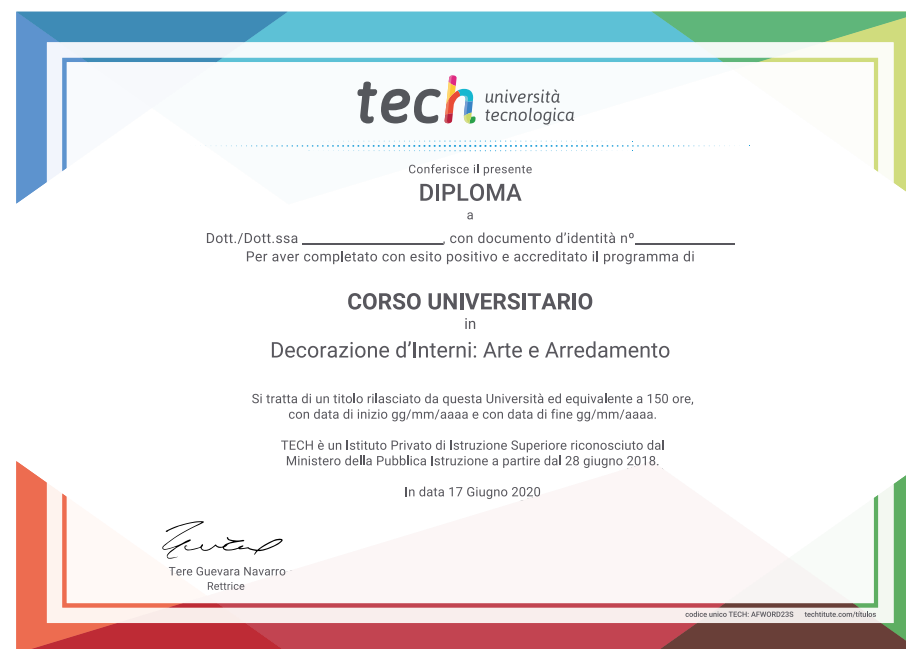 tech università
tecnologica
Conferisce il presente
DIPLOMA
a
Dott./Dott.ssa ____________________, con documento d'identità nº______________
Per aver completato con esito positivo e accreditato il programma di
CORSO UNIVERSITARIO
in
Decorazione d'Interni: Arte e Arredamento
Si tratta di un titolo rilasciato da questa Università ed equivalente a 150 ore,
con data di inizio gg/mm/aaaa e con data di fine gg/mm/aaaa.
TECH è un Istituto Privato di Istruzione Superiore riconosciuto dal
Ministero della Pubblica Istruzione a partire dal 28 giugno 2018.
In data 17 Giugno 2020
Tere Guevara Navarro
Rettrice
codice unico TECH: AFWORD23S techtitute.com/titulos